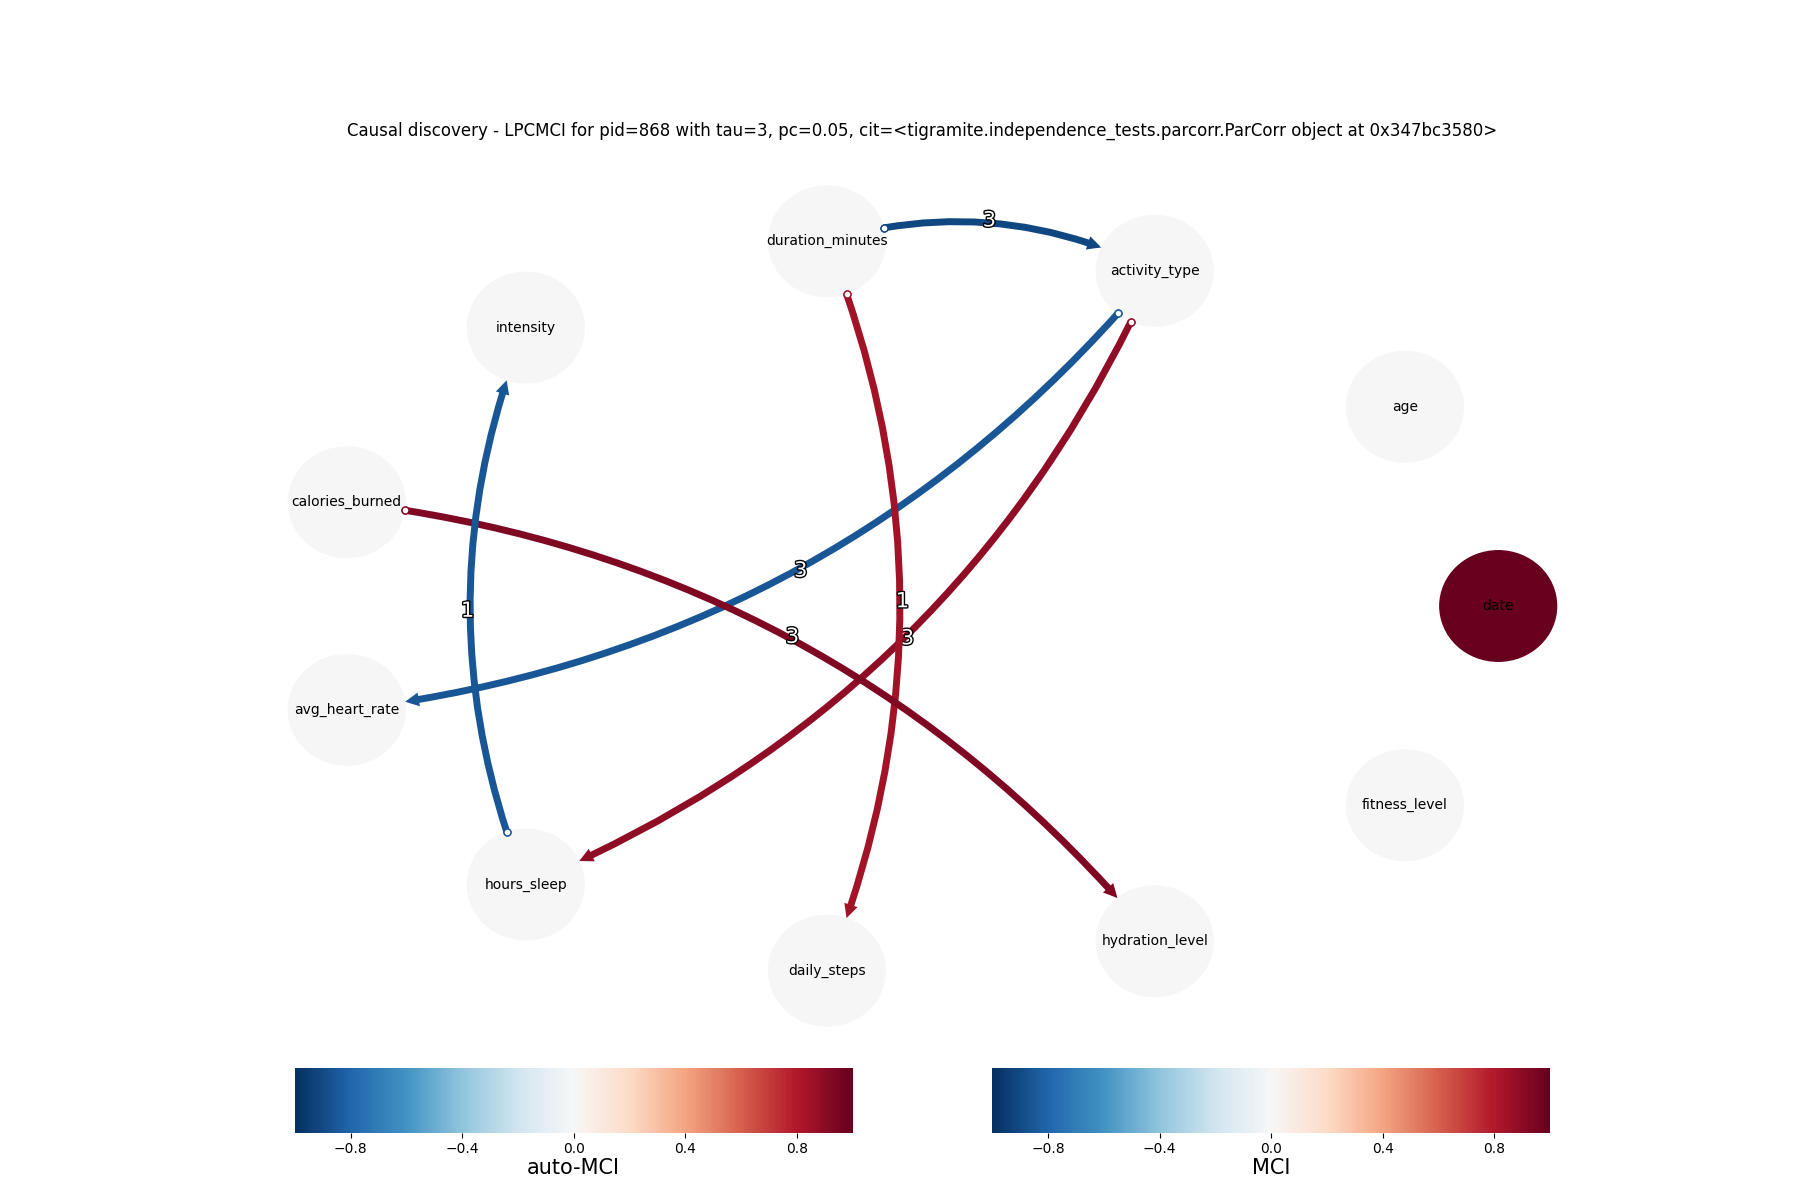 Causal discovery - LPCMCI for pid=868 with tau=3, pc=0.05, cit=<tigramite.independence_tests.parcorr.ParCorr object at 0x347bc3580>
duration_minutes
3
activity_type
intensity
age
calories_burned
3
1
date
1
3
3
avg_heart_rate
fitness_level
hours_sleep
hydration_level
daily_steps
−0.8 −0.4 0.0 0.4 0.8
auto-MCI
−0.8 −0.4 0.0 0.4 0.8
MCI